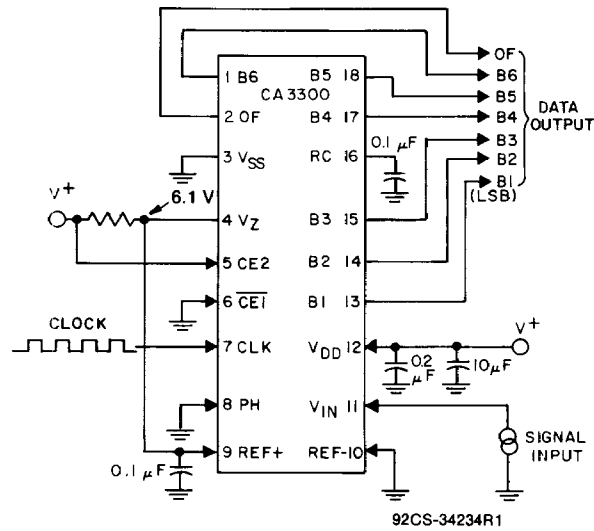 OF
1 B6
B5 18
B6
CA3300
B5
2 OF
B4 17
B4
DATA
OUTPUT
0.1 µF
B3
3 VSS
RC 16
B2
B1
(LSB)
V+
6.1 V
4 VZ
B3 15
5 CE2
B2 14
6 CE1
B1 13
CLOCK
V+
7 CLK
VDD 12
0.2
µF
10µF
8 PH
VIN 11
SIGNAL
INPUT
9 REF+
REF-10
0.1 µF
92CS-34234R1